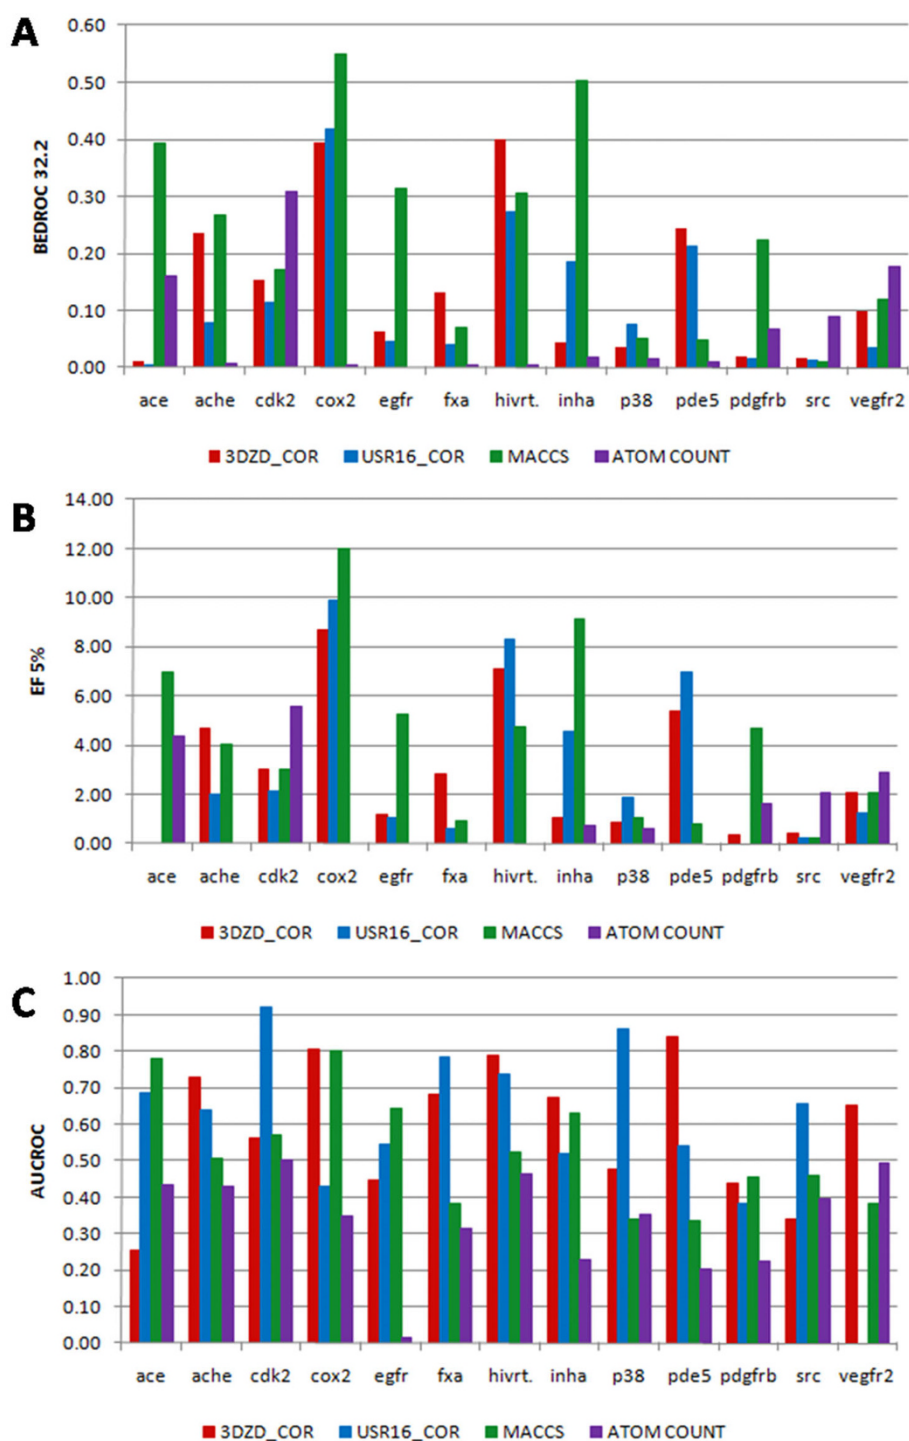 A
BEDROC 32.2
0.60
0.50
0.40
0.30
0.20
0.10
0.00
ace ache cdk2 cox2 egfr fxa hivrt. inha p38 pde5 pdgfrb src vegfr2
3DZD_COR USR16_COR MACCS ATOM COUNT
B
EF 5%
14.00
12.00
10.00
8.00
6.00
4.00
2.00
0.00
ace ache cdk2 cox2 egfr fxa hivrt. inha p38 pde5 pdgfrb src vegfr2
3DZD_COR USR16_COR MACCS ATOM COUNT
C
AUCROC
1.00
0.90
0.80
0.70
0.60
0.50
0.40
0.30
0.20
0.10
0.00
ace ache cdk2 cox2 egfr fxa hivrt. inha p38 pde5 pdgfrb src vegfr2
3DZD_COR USR16_COR MACCS ATOM COUNT